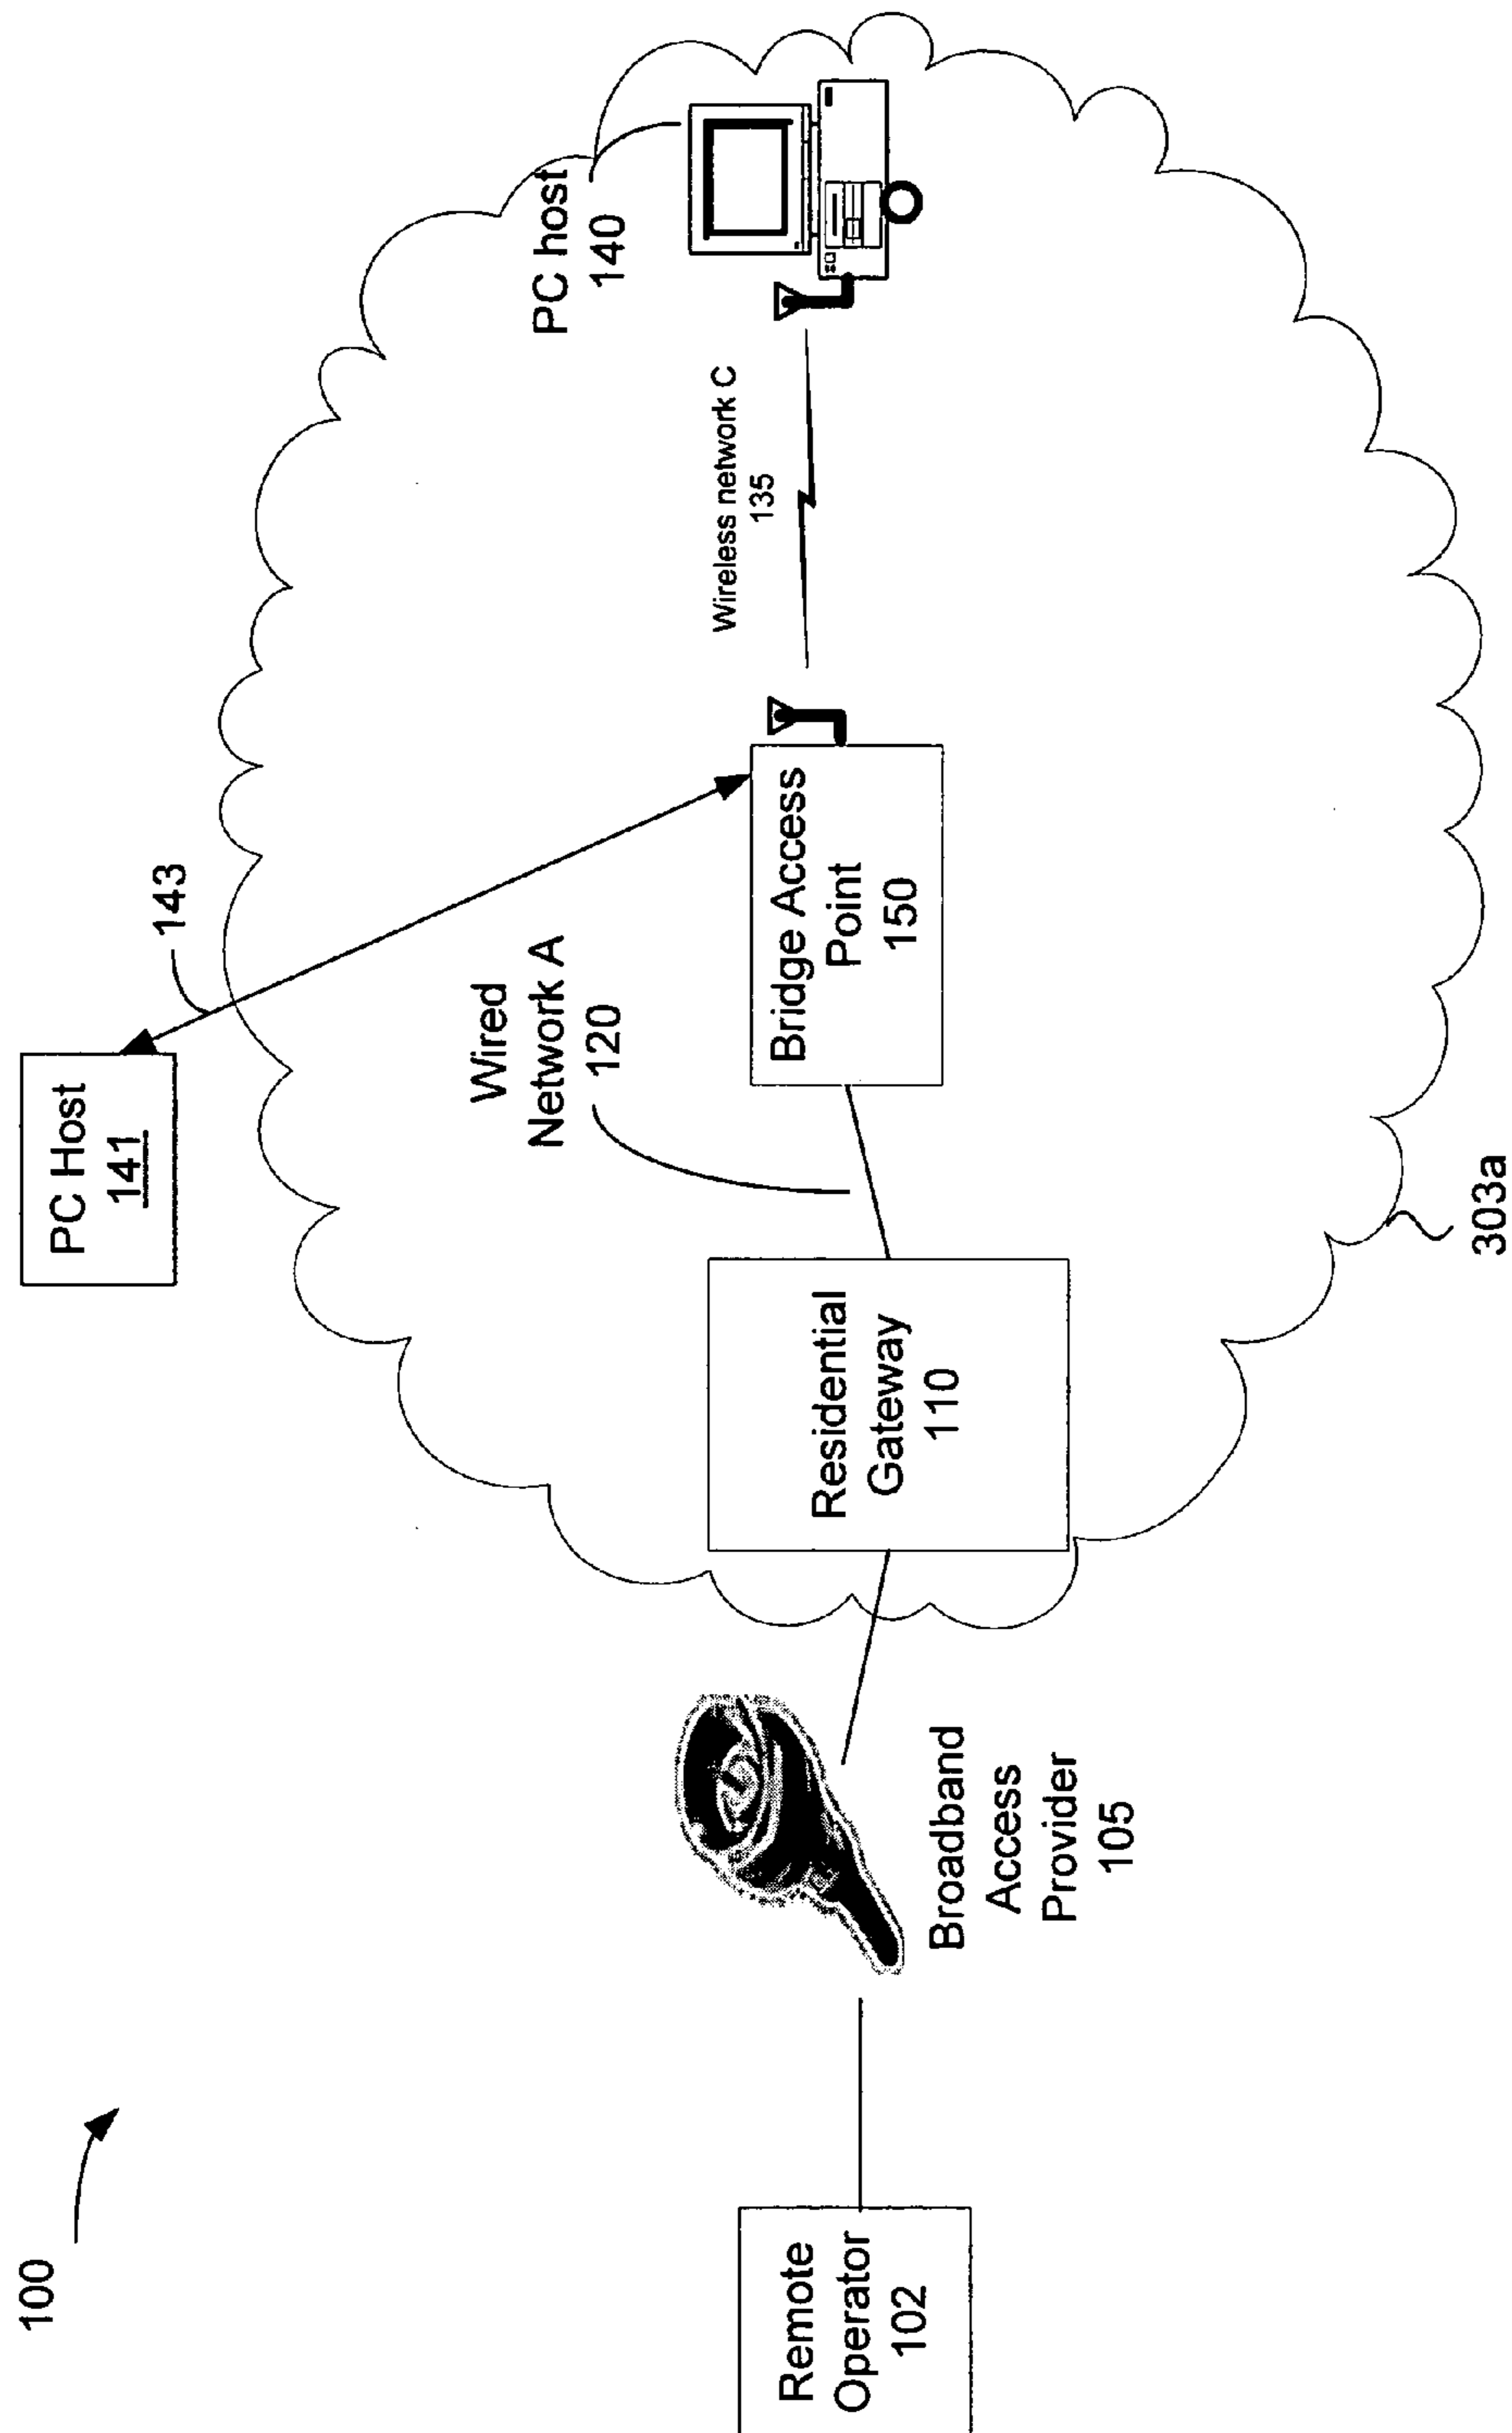 100
PC Host
141
143
Wired
Network A
120
PC host
140
Wireless network C
135
Remote
Operator
102
Broadband
Access
Provider
105
Residential
Gateway
110
Bridge Access
Point
150
303a